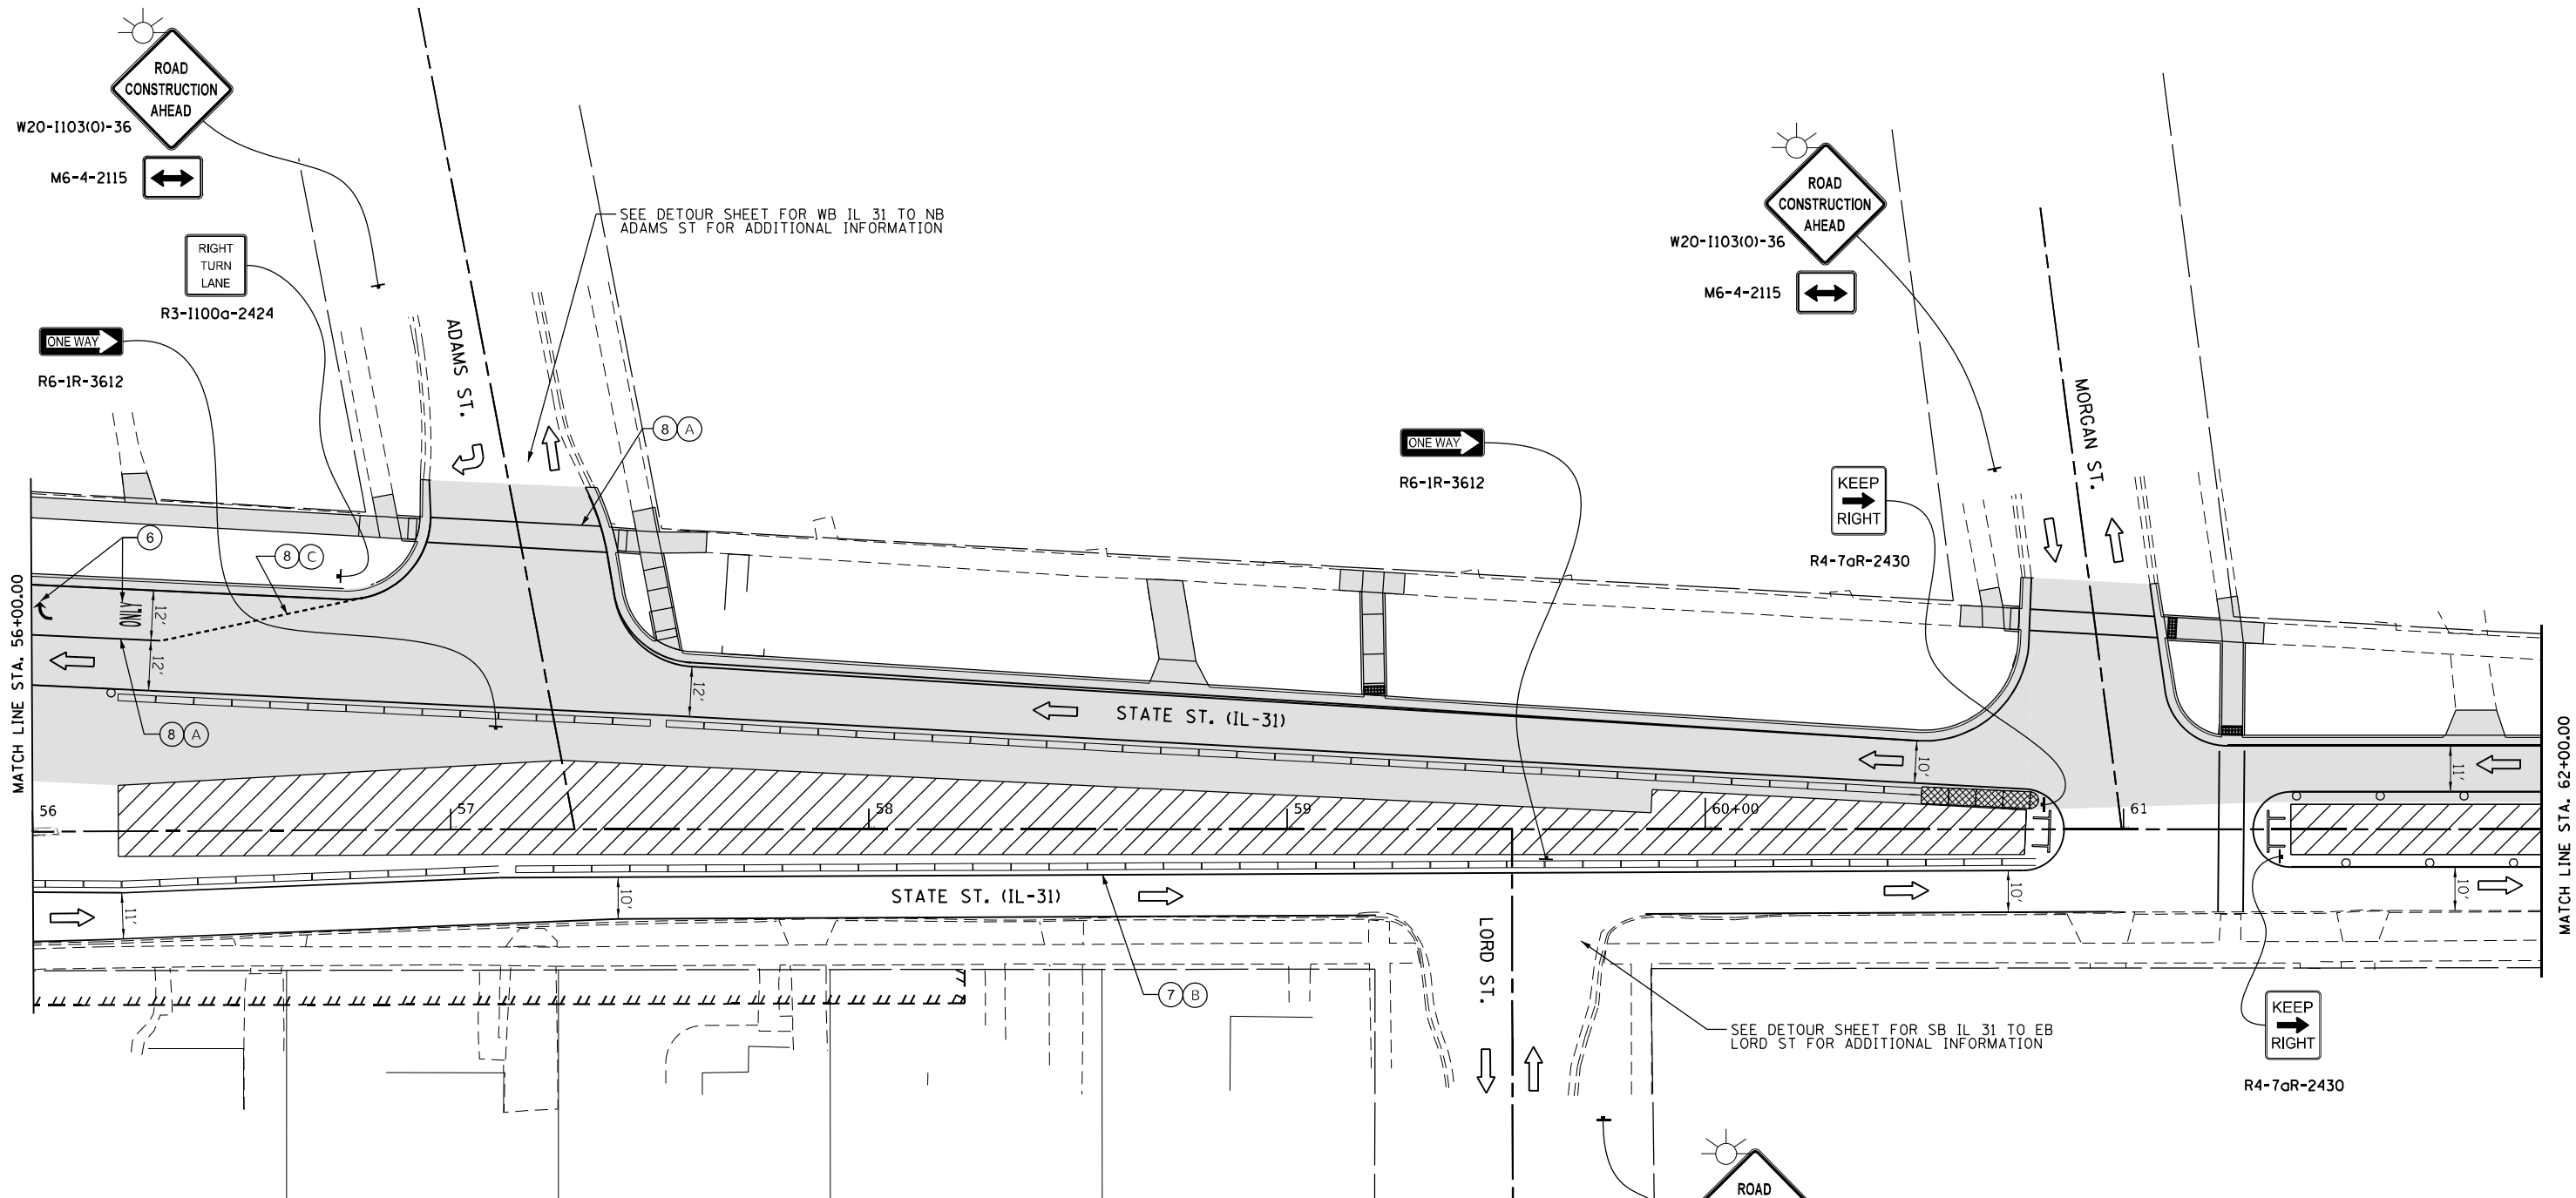 ROAD
CONSTRUCTION
AHEAD
W20-I103(0)-36
M6-4-2115
RIGHT
TURN
LANE
R3-I100a-2424
ONE WAY
R6-1R-3612
SEE DETOUR SHEET FOR WB IL 31 TO NB
ADAMS ST FOR ADDITIONAL INFORMATION
ADAMS ST.
8 A
ROAD
CONSTRUCTION
AHEAD
W20-I103(0)-36
M6-4-2115
ONE WAY
R6-1R-3612
KEEP
RIGHT
R4-7aR-2430
MORGAN ST.
6
8 C
ONLY
12'
12'
8 A
12'
STATE ST. (IL-31)
10'
11'
MATCH LINE STA. 56+00.00
56
57
58
59
60+00
61
MATCH LINE STA. 62+00.00
11'
10'
STATE ST. (IL-31)
10'
10'
7 B
LORD ST.
SEE DETOUR SHEET FOR SB IL 31 TO EB
LORD ST FOR ADDITIONAL INFORMATION
KEEP
RIGHT
R4-7aR-2430
ROAD